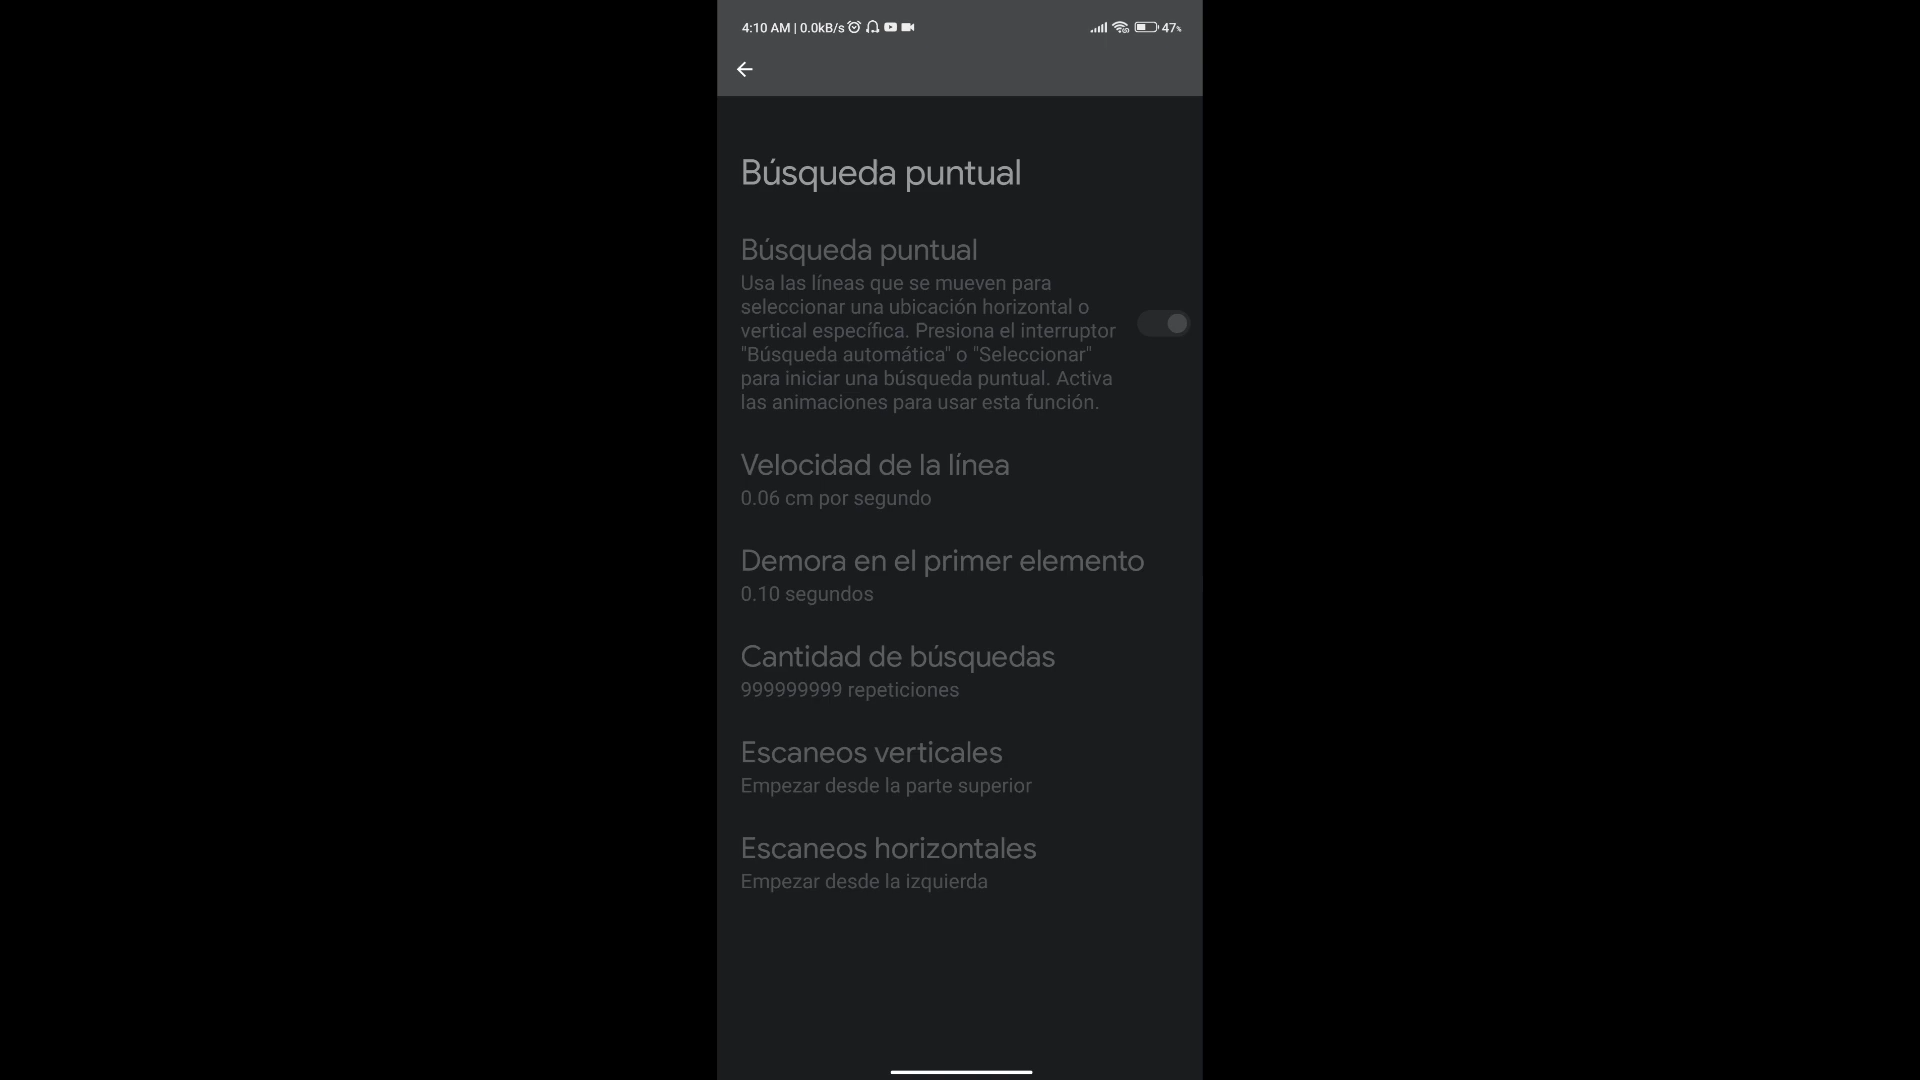 4:10 AM | 0.0kB/s 47%
Búsqueda puntual
Búsqueda puntual
Usa las líneas que se mueven para
seleccionar una ubicación horizontal o
vertical específica. Presiona el interruptor
"Búsqueda automática" o "Seleccionar"
para iniciar una búsqueda puntual. Activa
las animaciones para usar esta función.
Velocidad de la línea
0.06 cm por segundo
Demora en el primer elemento
0.10 segundos
Cantidad de búsquedas
999999999 repeticiones
Escaneos verticales
Empezar desde la parte superior
Escaneos horizontales
Empezar desde la izquierda